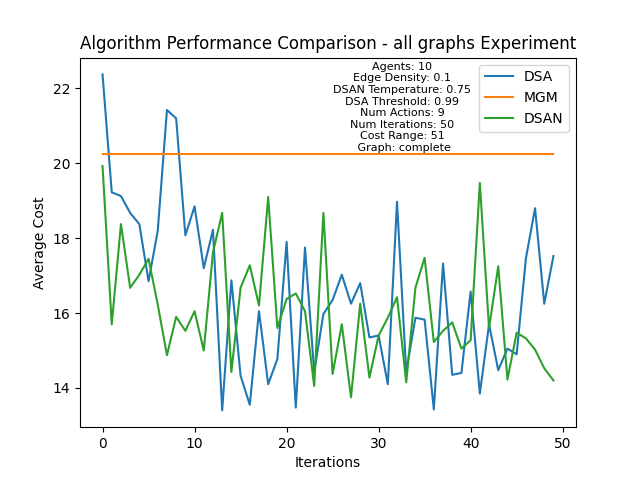 Algorithm Performance Comparison - all graphs Experiment
Agents: 10
Edge Density: 0.1
DSAN Temperature: 0.75
DSA Threshold: 0.99
Num Actions: 9
Num Iterations: 50
Cost Range: 51
Graph: complete
DSA
MGM
DSAN
Average Cost
22
20
18
16
14
0
10
20
30
40
50
Iterations